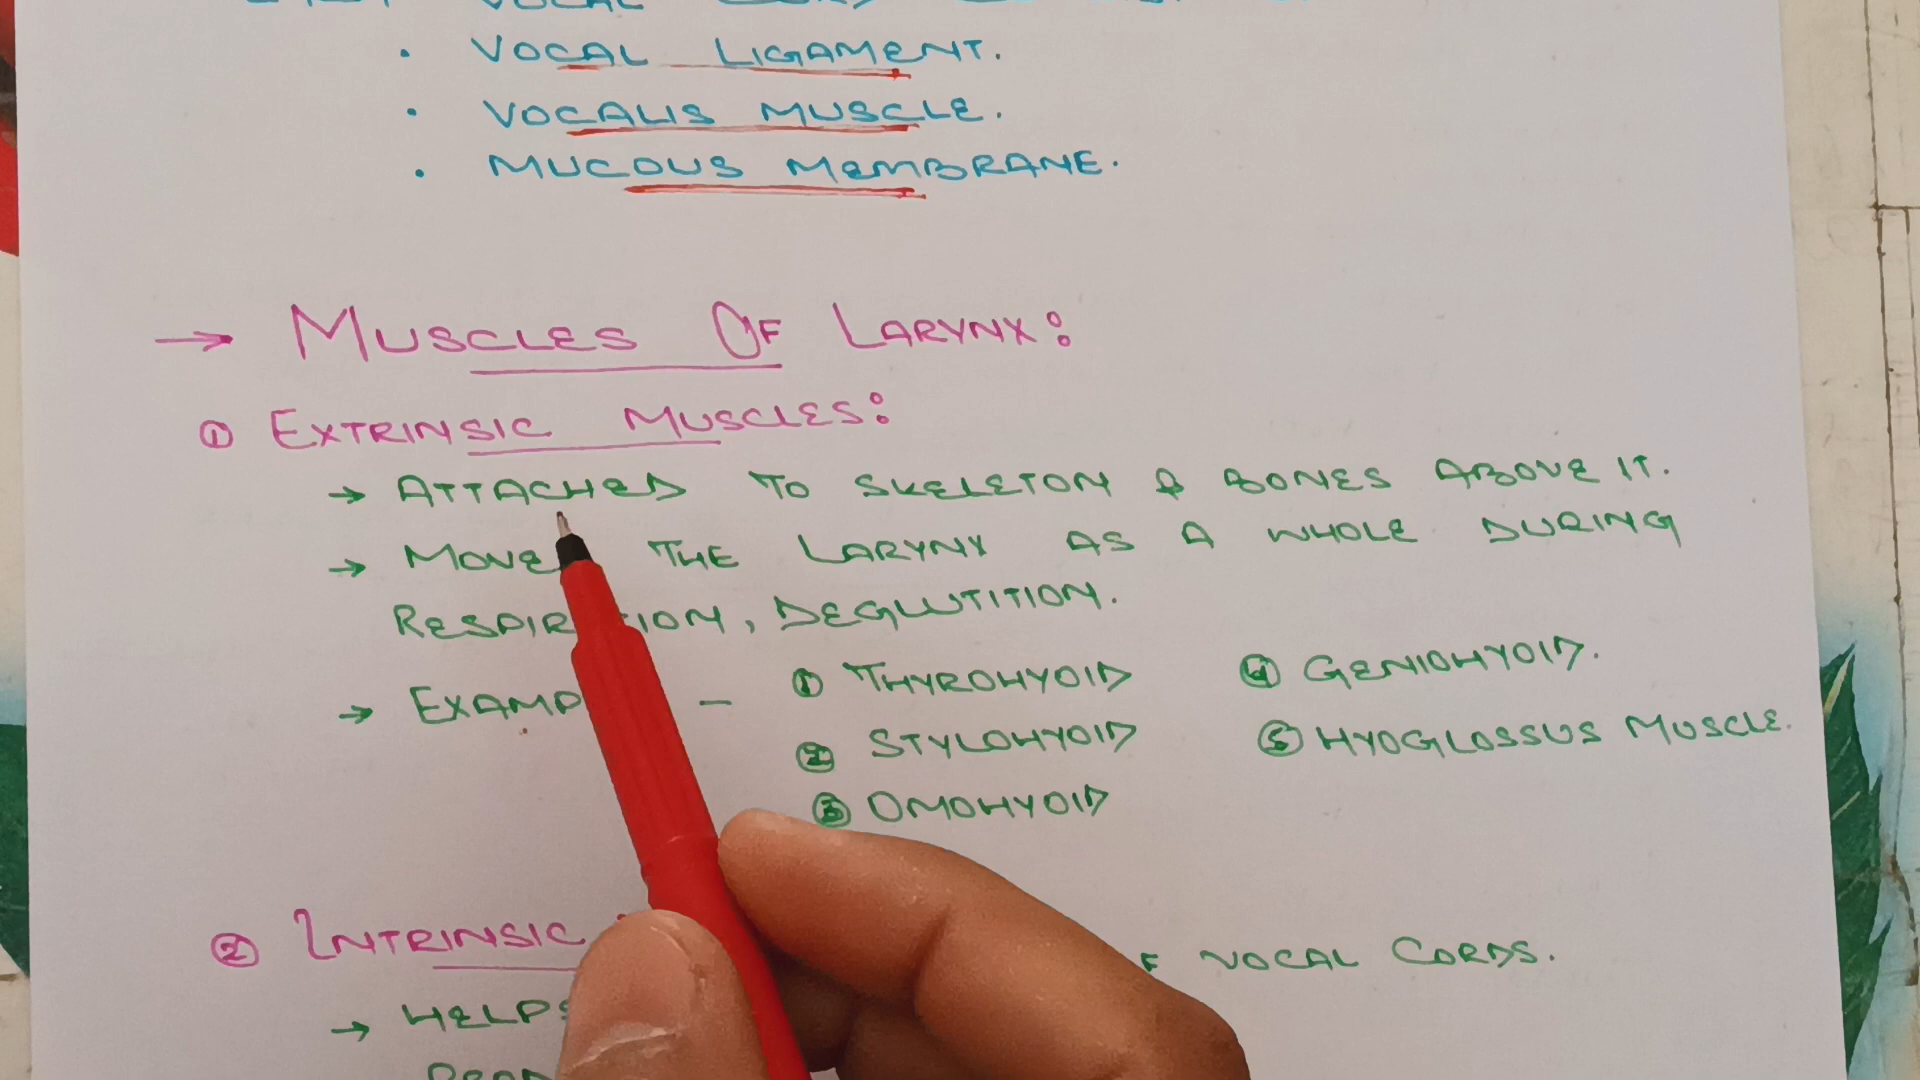 VOCAL
• VOCAL LIGAMENT.
• VOCALIS MUSCLE.
• MUCOUS MEMBRANE.
→ MUSCLES OF LARYNX:
① EXTRINSIC MUSCLES:
→ ATTACHED TO SKELETON & BONES ABOVE IT.
→ MOVE THE LARYNX AS A WHOLE DURING
RESPIRATION, DEGLUTITION.
→ EXAMP – ① THYROHYOID ④ GENIOHYOID.
② STYLOHYOID ⑤ HYOGLOSSUS MUSCLE.
③ OMOHYOID
② INTRINSIC VOCAL CORDS.
→ HELPS